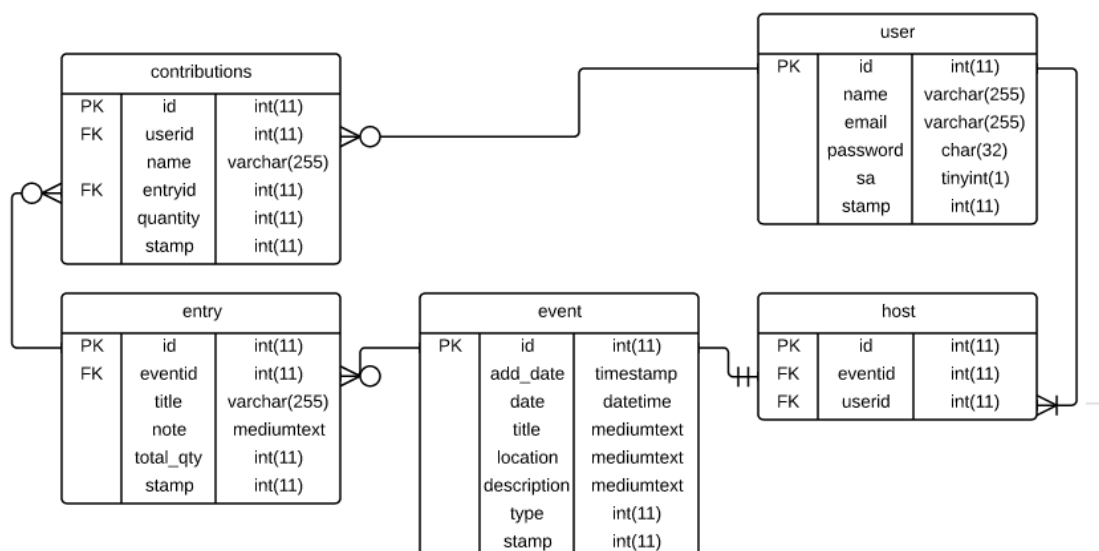 contributions
PK id int(11)
FK userid int(11)
name varchar(255)
FK entryid int(11)
quantity int(11)
stamp int(11)
user
PK id int(11)
name varchar(255)
email varchar(255)
password char(32)
sa tinyint(1)
stamp int(11)
entry
PK id int(11)
FK eventid int(11)
title varchar(255)
note mediumtext
total_qty int(11)
stamp int(11)
event
PK id int(11)
add_date timestamp
date datetime
title mediumtext
location mediumtext
description mediumtext
type int(11)
stamp int(11)
host
PK id int(11)
FK eventid int(11)
FK userid int(11)